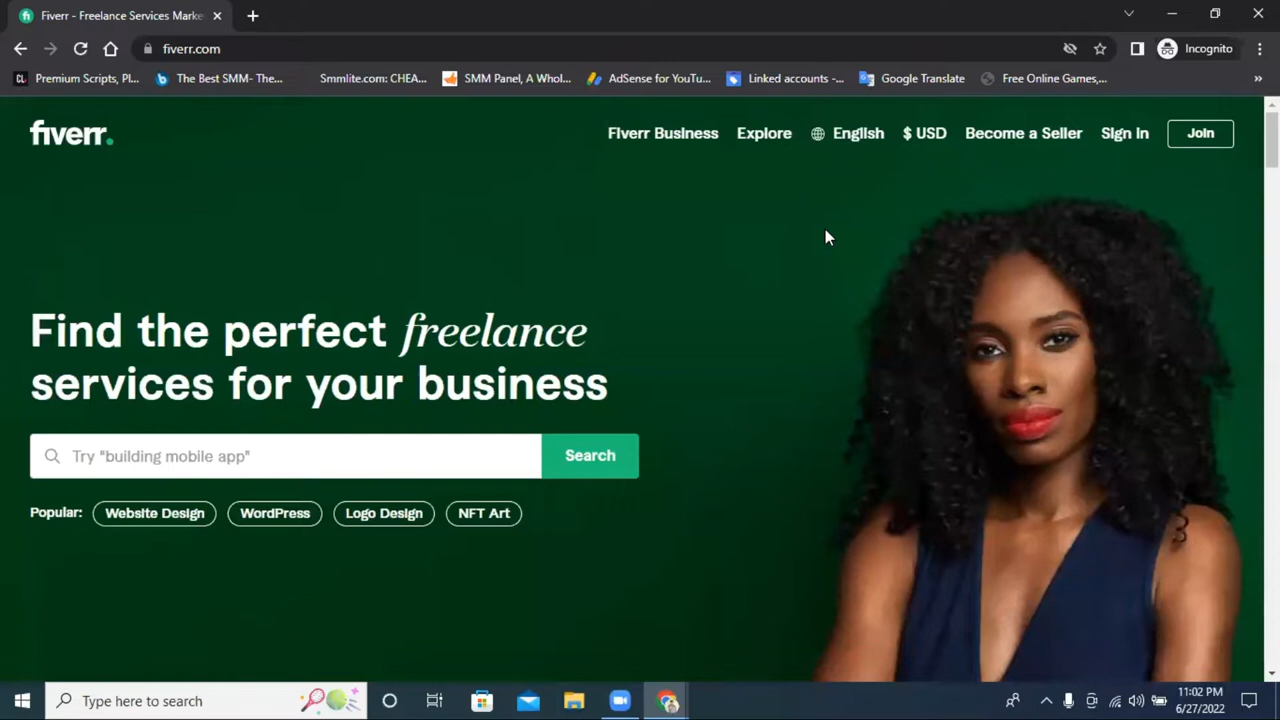 Fiverr - Freelance Services Marke
fiverr.com
Incognito
CL Premium Scripts, Pl...
The Best SMM- The...
Smmlite.com: CHEA...
SMM Panel, A Whol...
AdSense for YouTu...
Linked accounts -...
Google Translate
Free Online Games,...
»
fiverr.
Fiverr Business
Explore
English
$ USD
Become a Seller
Sign In
Join
Find the perfect freelance
services for your business
Try "building mobile app"
Search
Popular:
Website Design
WordPress
Logo Design
NFT Art
Type here to search
11:02 PM
6/27/2022